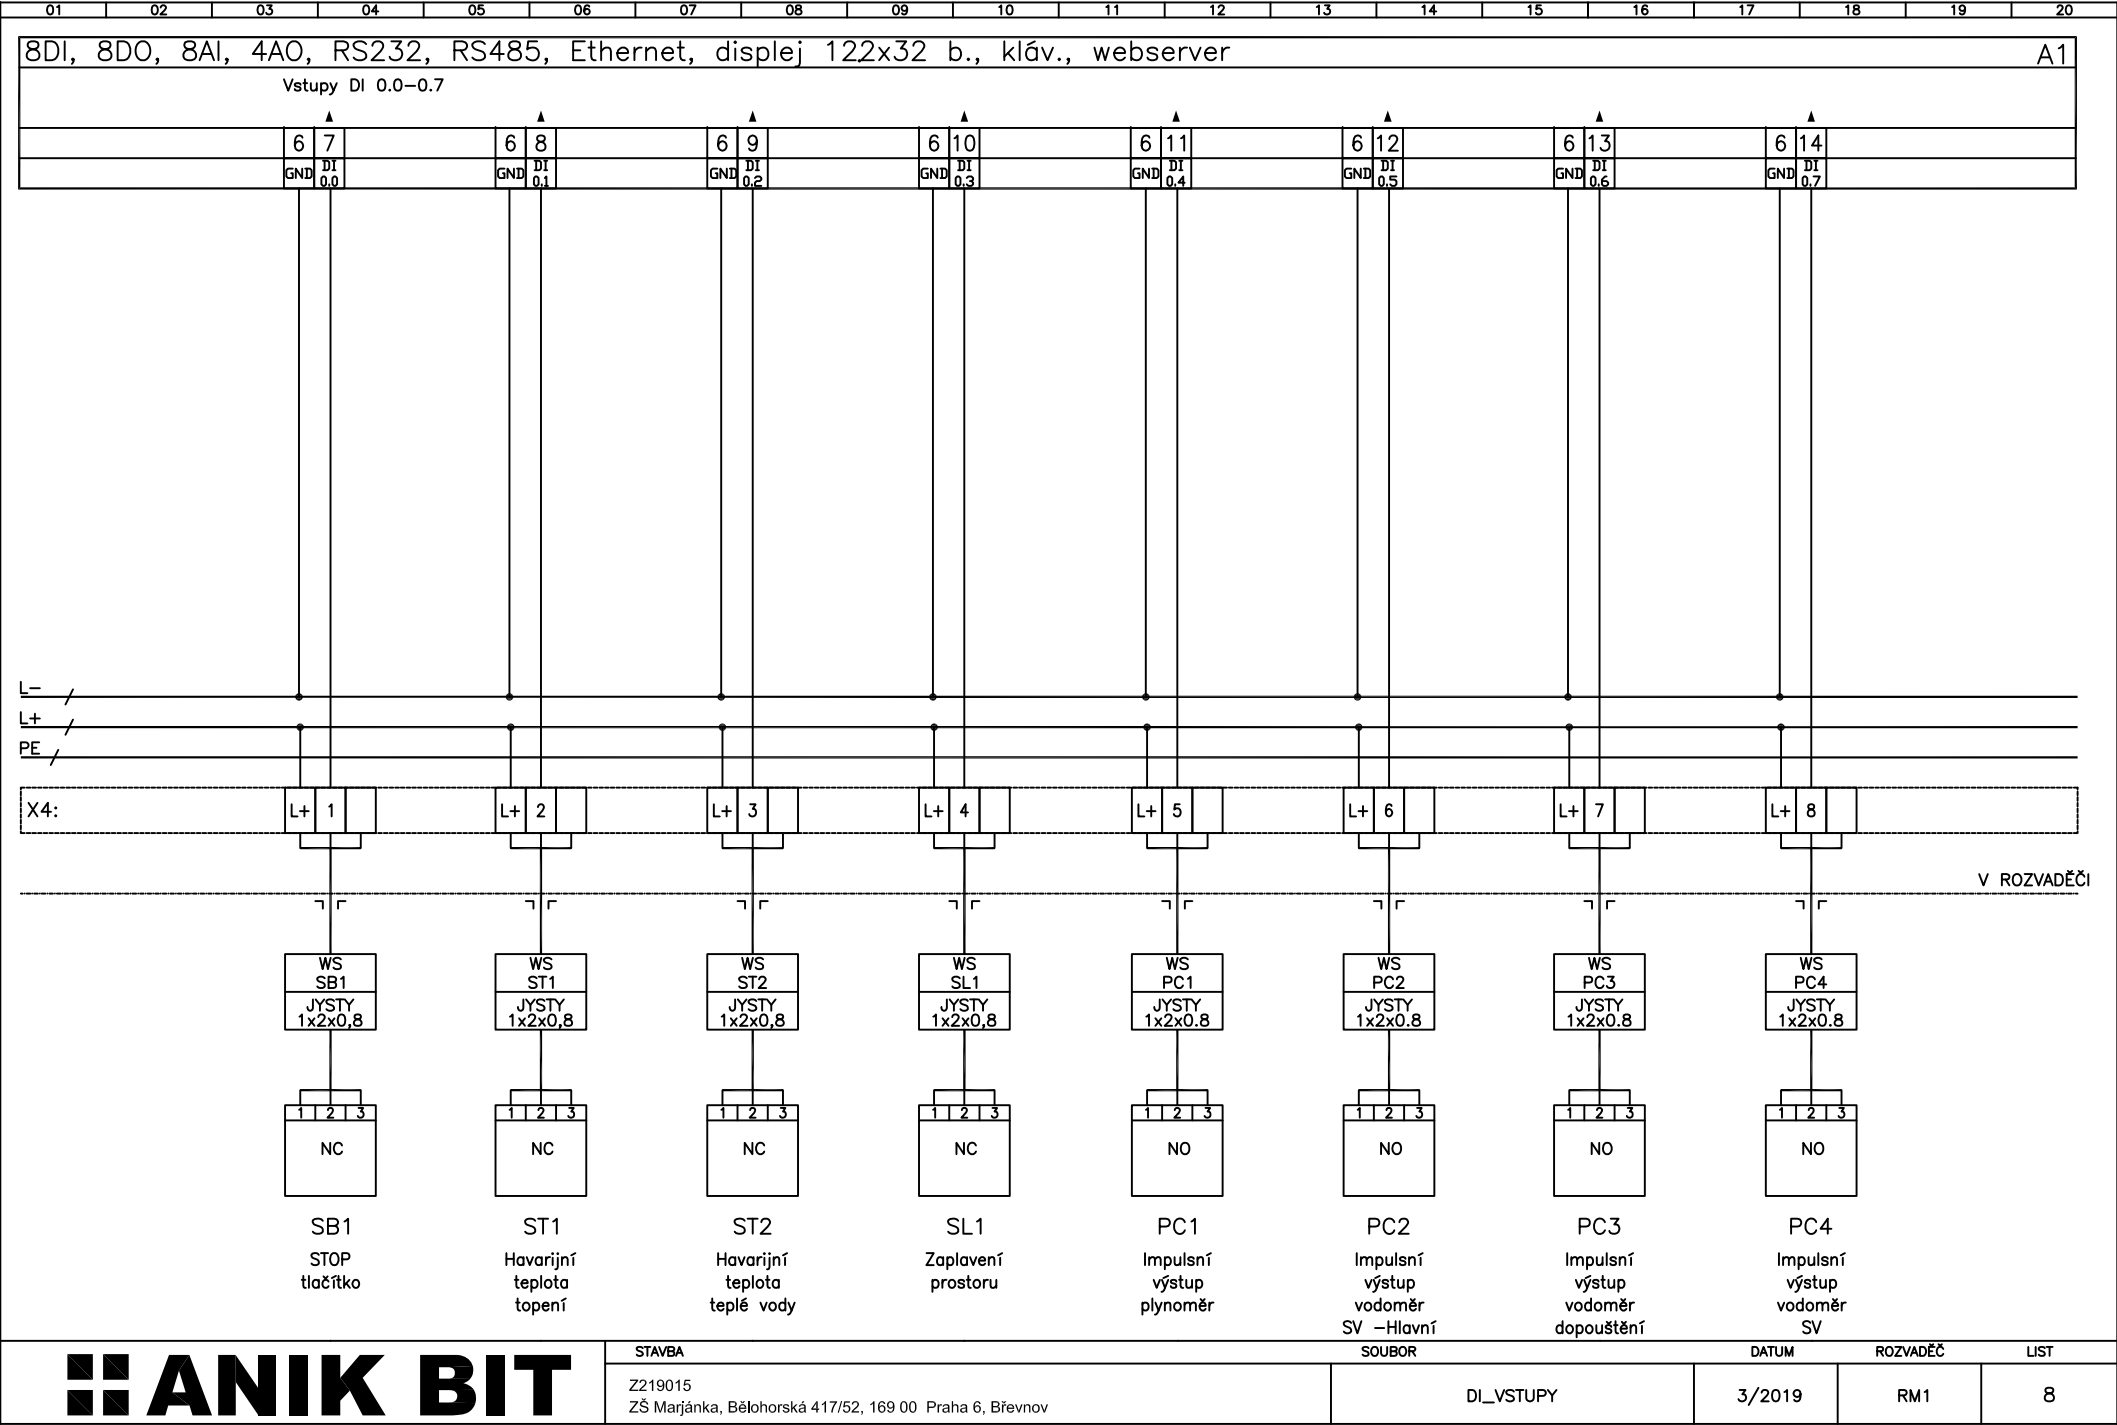 01 02 03 04 05 06 07 08 09 10 11 12 13 14 15 16 17 18 19 20
8DI, 8DO, 8AI, 4AO, RS232, RS485, Ethernet, displej 122x32 b., kláv., webserver A1
Vstupy DI 0.0-0.7
6 7 6 8 6 9 6 10 6 11 6 12 6 13 6 14
GND DI 0.0 GND DI 0.1 GND DI 0.2 GND DI 0.3 GND DI 0.4 GND DI 0.5 GND DI 0.6 GND DI 0.7
L-
L+
PE
X4: L+ 1 L+ 2 L+ 3 L+ 4 L+ 5 L+ 6 L+ 7 L+ 8
V ROZVADĚČI
WS WS WS WS WS WS WS WS
SB1 ST1 ST2 SL1 PC1 PC2 PC3 PC4
JYSTY JYSTY JYSTY JYSTY JYSTY JYSTY JYSTY JYSTY
1x2x0,8 1x2x0,8 1x2x0,8 1x2x0,8 1x2x0.8 1x2x0.8 1x2x0.8 1x2x0.8
1 2 3 1 2 3 1 2 3 1 2 3 1 2 3 1 2 3 1 2 3 1 2 3
NC NC NC NC NO NO NO NO
SB1 ST1 ST2 SL1 PC1 PC2 PC3 PC4
STOP Havarijní Havarijní Zaplavení Impulsní Impulsní Impulsní Impulsní
tlačítko teplota teplota prostoru výstup výstup výstup výstup
topení teplé vody plynoměr vodoměr vodoměr vodoměr
SV -Hlavní dopouštění SV
ANIK BIT
STAVBA SOUBOR DATUM ROZVADĚČ LIST
Z219015
ZŠ Marjánka, Bělohorská 417/52, 169 00 Praha 6, Břevnov
DI_VSTUPY 3/2019 RM1 8